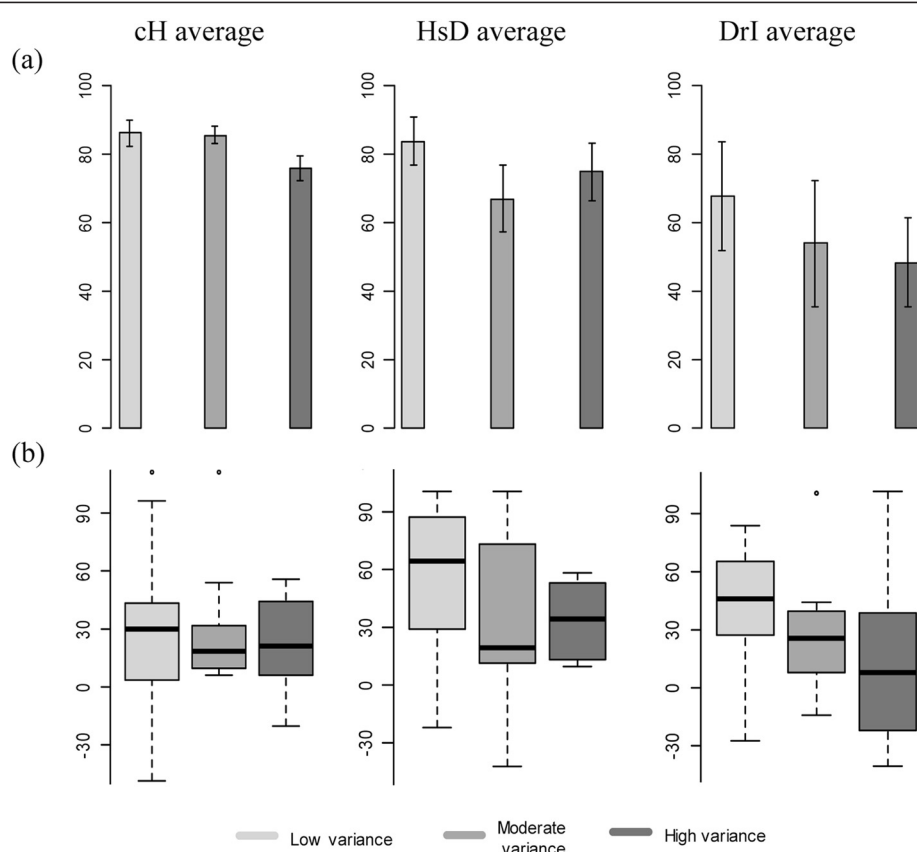 cH average HsD average DrI average
(a)
100 100 100
80 80 80
60 60 60
40 40 40
20 20 20
0 0 0
(b)
90 90 90
60 60 60
30 30 30
0 0 0
-30 -30 -30
Low variance Moderate variance High variance